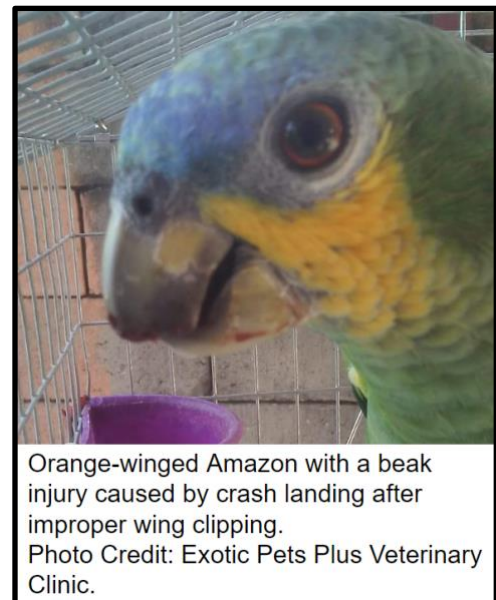 Orange-winged Amazon with a beak
injury caused by crash landing after
improper wing clipping.
Photo Credit: Exotic Pets Plus Veterinary
Clinic.